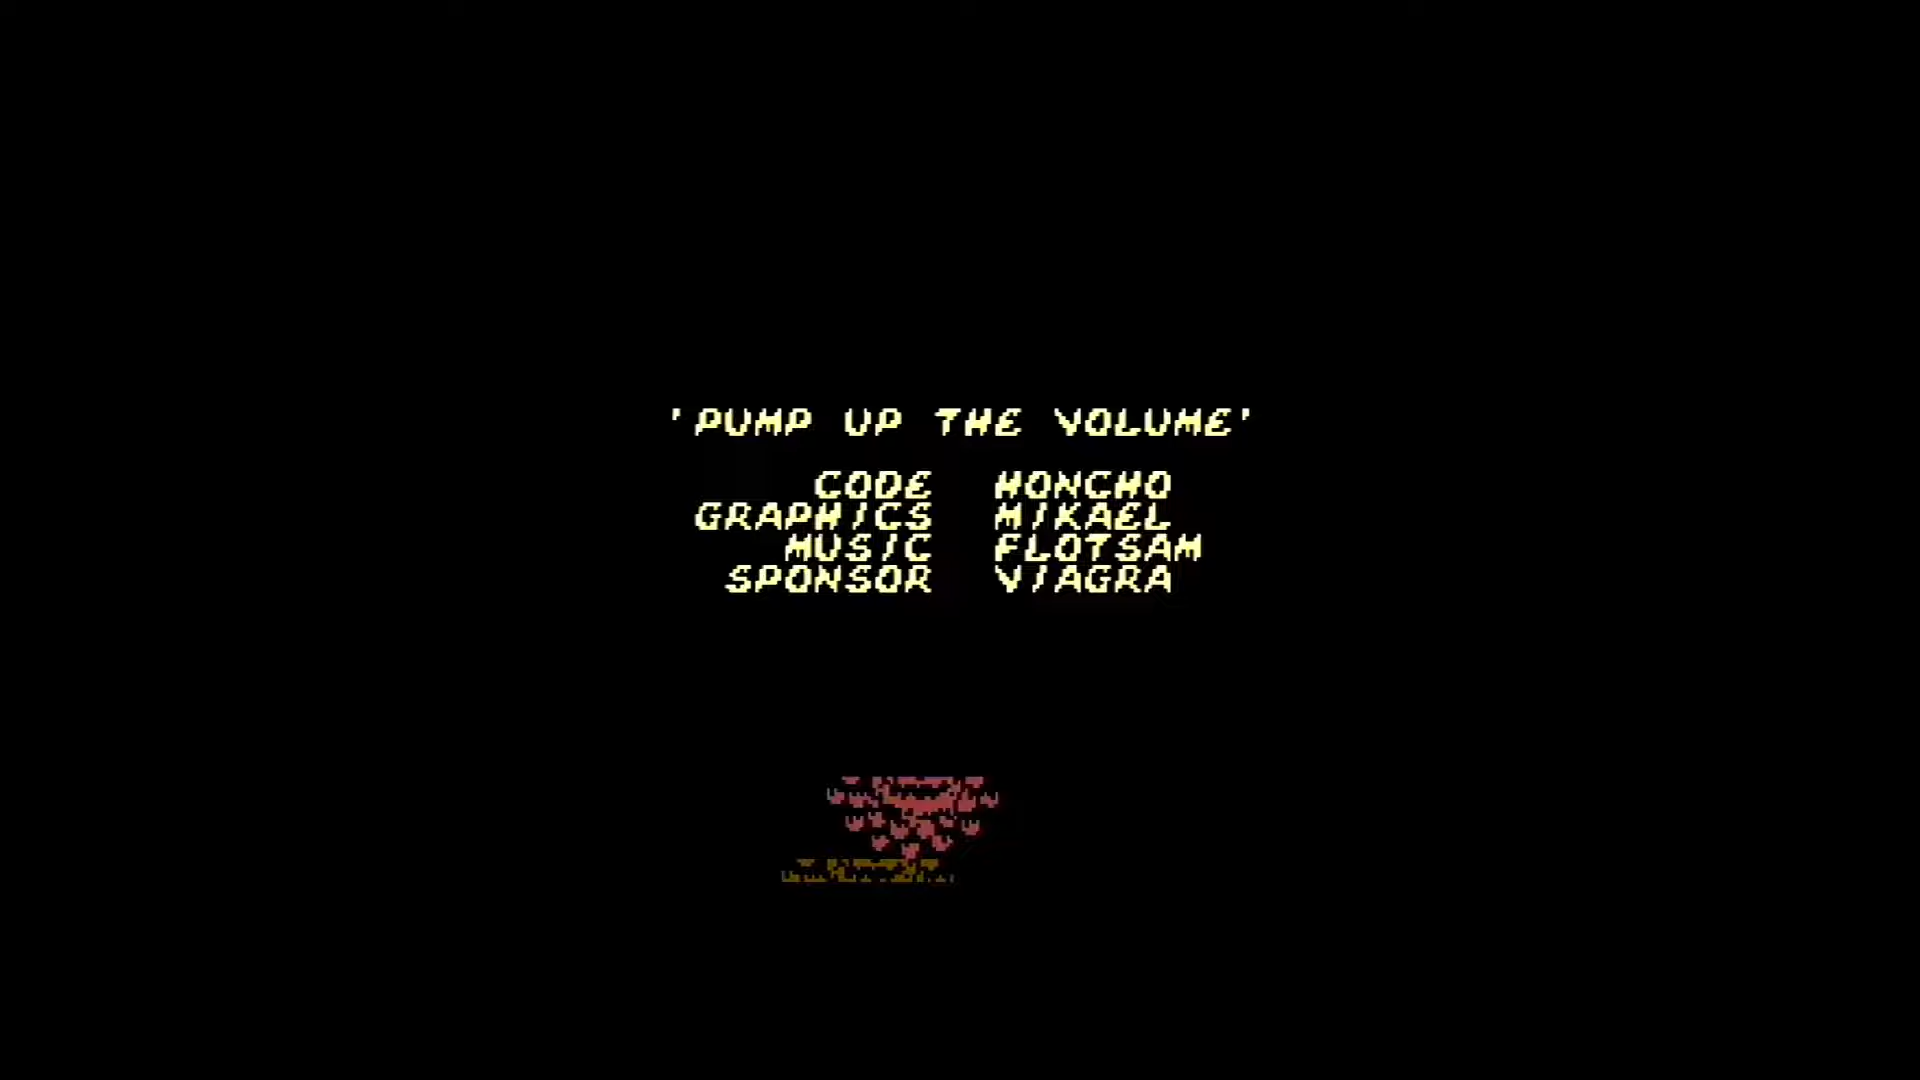 'PUMP UP THE VOLUME'
CODE HONCHO
GRAPHICS MIKAEL
MUSIC FLOTSAM
SPONSOR VIAGRA